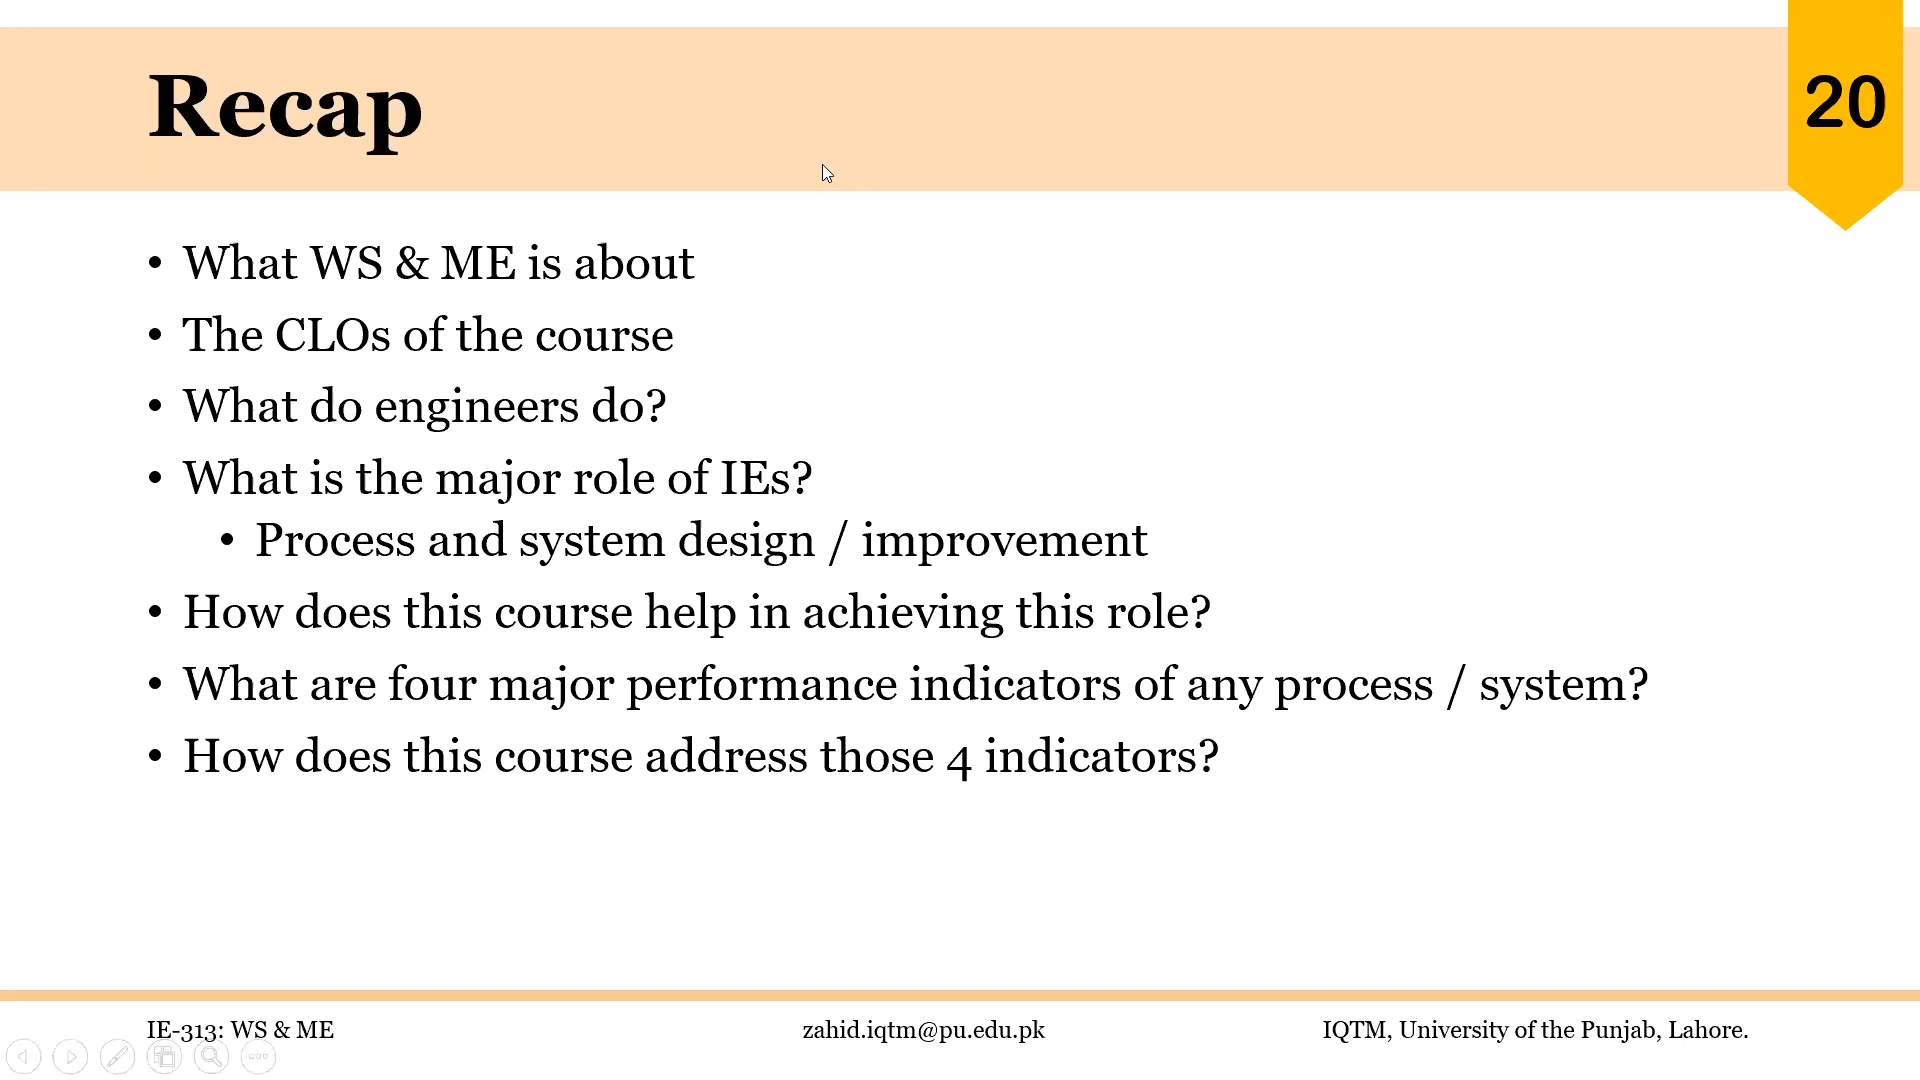 Recap
20
• What WS & ME is about
• The CLOs of the course
• What do engineers do?
• What is the major role of IEs?
• Process and system design / improvement
• How does this course help in achieving this role?
• What are four major performance indicators of any process / system?
• How does this course address those 4 indicators?
IE-313: WS & ME
zahid.iqtm@pu.edu.pk
IQTM, University of the Punjab, Lahore.